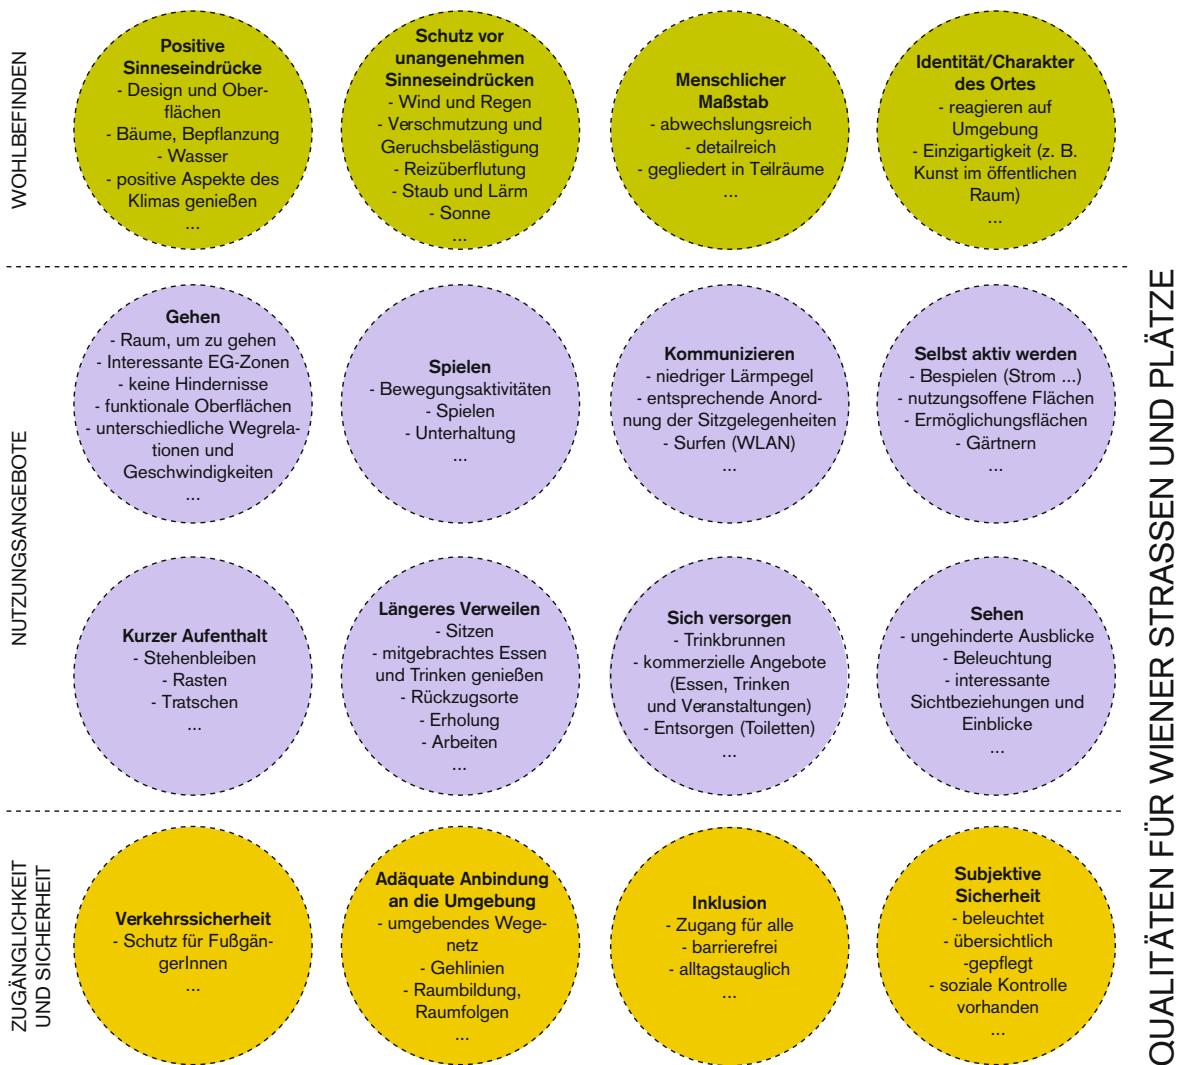 WOHLBEFINDEN
Positive
Sinneseindrücke
- Design und Ober-
flächen
- Bäume, Bepflanzung
- Wasser
- positive Aspekte des
Klimas genießen
...
Schutz vor
unangenehmen
Sinneseindrücken
- Wind und Regen
- Verschmutzung und
Geruchsbelästigung
- Reizüberflutung
- Staub und Lärm
- Sonne
...
Menschlicher
Maßstab
- abwechslungsreich
- detailreich
- gegliedert in Teilräume
...
Identität/Charakter
des Ortes
- reagieren auf
Umgebung
- Einzigartigkeit (z. B.
Kunst im öffentlichen
Raum)
...
NUTZUNGSANGEBOTE
Gehen
- Raum, um zu gehen
- Interessante EG-Zonen
- keine Hindernisse
- funktionale Oberflächen
- unterschiedliche Wegrela-
tionen und
Geschwindigkeiten
...
Spielen
- Bewegungsaktivitäten
- Spielen
- Unterhaltung
...
Kommunizieren
- niedriger Lärmpegel
- entsprechende Anord-
nung der Sitzgelegenheiten
- Surfen (WLAN)
...
Selbst aktiv werden
- Bespielen (Strom ...)
- nutzungsoffene Flächen
- Ermöglichungsflächen
- Gärtnern
...
Kurzer Aufenthalt
- Stehenbleiben
- Rasten
- Tratschen
...
Längeres Verweilen
- Sitzen
- mitgebrachtes Essen
und Trinken genießen
- Rückzugsorte
- Erholung
- Arbeiten
...
Sich versorgen
- Trinkbrunnen
- kommerzielle Angebote
(Essen, Trinken
und Veranstaltungen)
- Entsorgen (Toiletten)
...
Sehen
- ungehinderte Ausblicke
- Beleuchtung
- interessante
Sichtbeziehungen und
Einblicke
...
ZUGÄNGLICHKEIT
UND SICHERHEIT
Verkehrssicherheit
- Schutz für Fußgän-
gerInnen
...
Adäquate Anbindung
an die Umgebung
- umgebendes Wege-
netz
- Gehlinien
- Raumbildung,
Raumfolgen
...
Inklusion
- Zugang für alle
- barrierefrei
- alltagstauglich
...
Subjektive
Sicherheit
- beleuchtet
- übersichtlich
-gepflegt
- soziale Kontrolle
vorhanden
...
QUALITÄTEN FÜR WIENER STRASSEN UND PLÄTZE